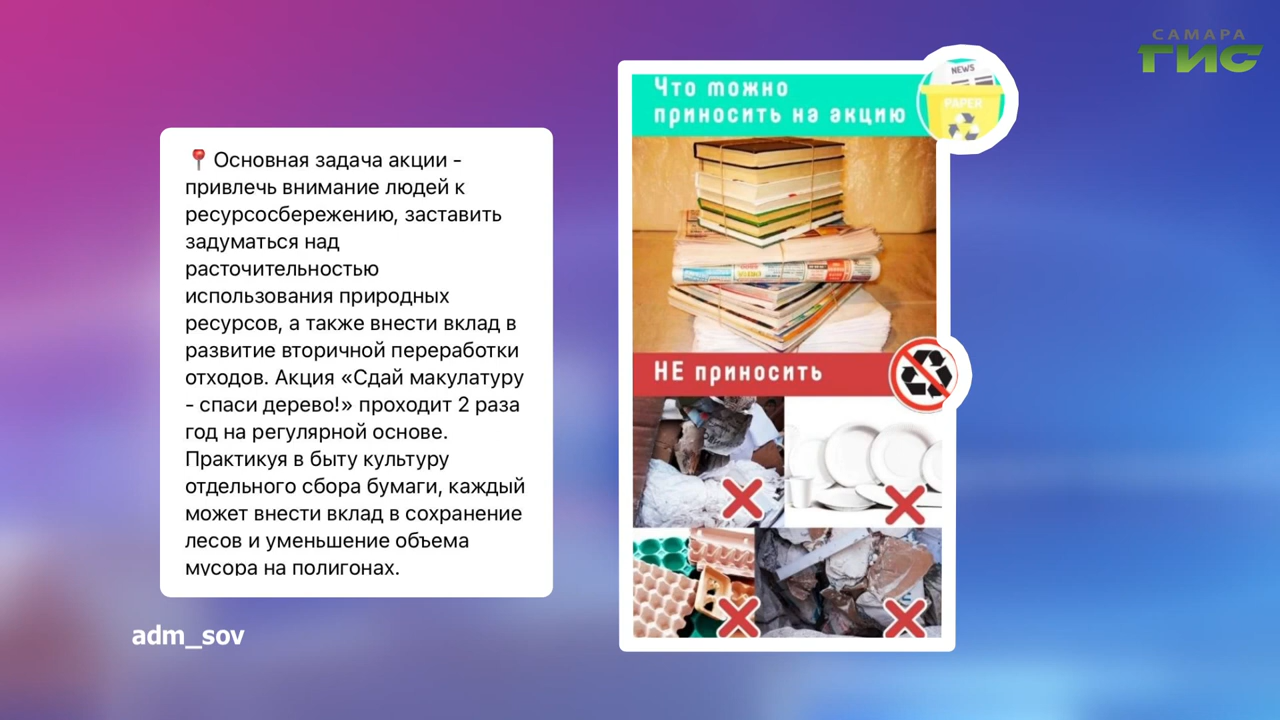 САМАРА
ГИС
📍 Основная задача акции -
привлечь внимание людей к
ресурсосбережению, заставить
задуматься над
расточительностью
использования природных
ресурсов, а также внести вклад в
развитие вторичной переработки
отходов. Акция «Сдай макулатуру
- спаси дерево!» проходит 2 раза
год на регулярной основе.
Практикуя в быту культуру
отдельного сбора бумаги, каждый
может внести вклад в сохранение
лесов и уменьшение объема
мусора на полигонах.
adm_sov
Что можно
приносить на акцию
NEWS
PAPER
НЕ приносить